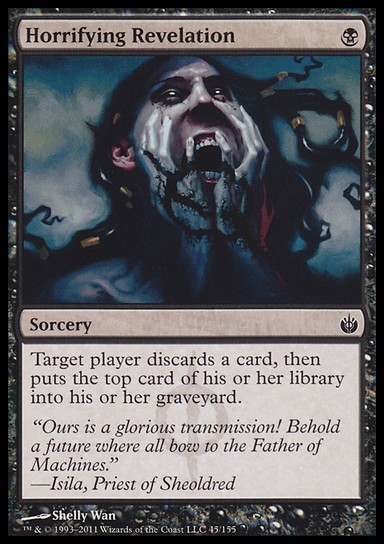 Horrifying Revelation
Sorcery
Target player discards a card, then
puts the top card of his or her library
into his or her graveyard.
“Ours is a glorious transmission! Behold
a future where all bow to the Father of
Machines.”
—Isila, Priest of Sheoldred
Shelly Wan
™ & © 1993–2011 Wizards of the Coast LLC 45/155